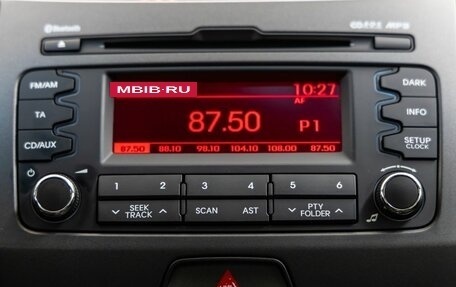 Bluetooth
MP3
FM/AM
MBIB·RU
10:27
DARK
AF
TA
87.50
P1
INFO
CD/AUX
87.50 88.10 98.10 104.10 108.00 87.50
SETUP
CLOCK
1 2 3 4 5 6
SEEK
TRACK
SCAN
AST
PTY
FOLDER